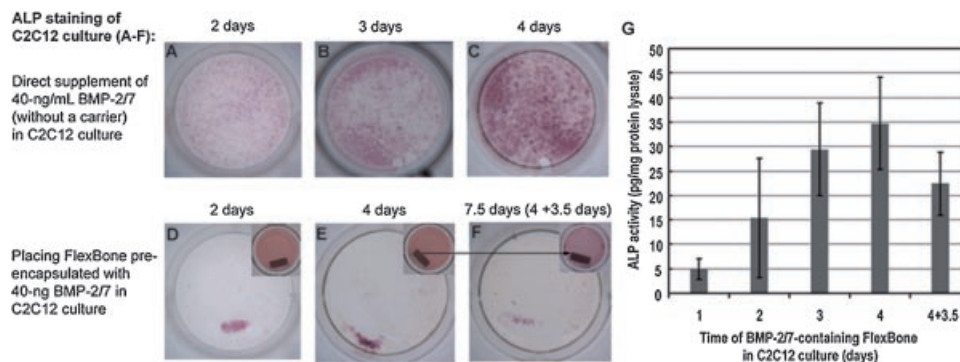 ALP staining of
C2C12 culture (A-F):
2 days
3 days
4 days
A
B
C
Direct supplement of
40-ng/mL BMP-2/7
(without a carrier)
in C2C12 culture
2 days
4 days
7.5 days (4 +3.5 days)
D
E
F
Placing FlexBone pre-
encapsulated with
40-ng BMP-2/7 in
C2C12 culture
G
ALP activity (pg/mg protein lysate)
50
45
40
35
30
25
20
15
10
5
0
1
2
3
4
4+3.5
Time of BMP-2/7-containing FlexBone
in C2C12 culture (days)